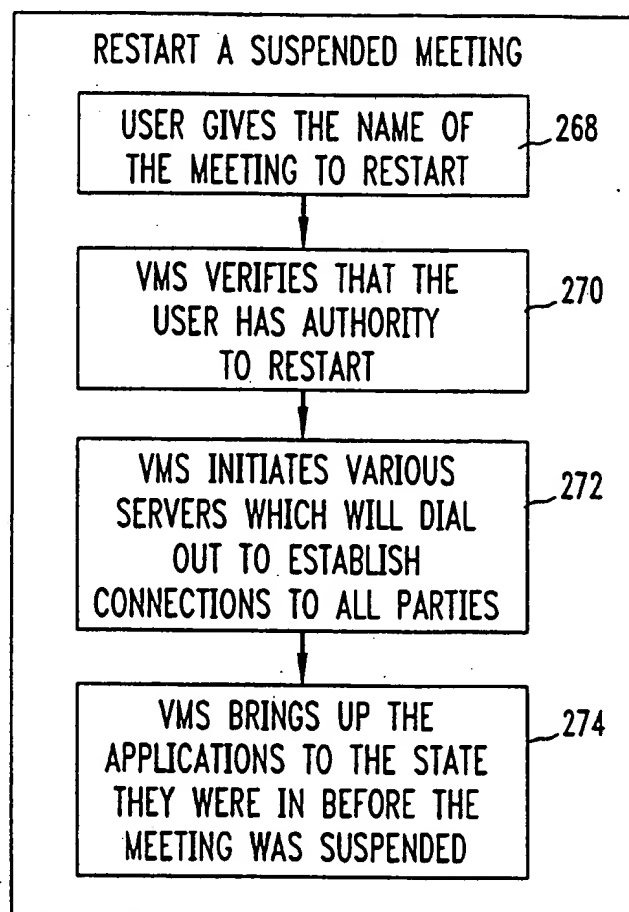 RESTART A SUSPENDED MEETING
USER GIVES THE NAME OF
THE MEETING TO RESTART
268
VMS VERIFIES THAT THE
USER HAS AUTHORITY
TO RESTART
270
VMS INITIATES VARIOUS
SERVERS WHICH WILL DIAL
OUT TO ESTABLISH
CONNECTIONS TO ALL PARTIES
272
VMS BRINGS UP THE
APPLICATIONS TO THE STATE
THEY WERE IN BEFORE THE
MEETING WAS SUSPENDED
274